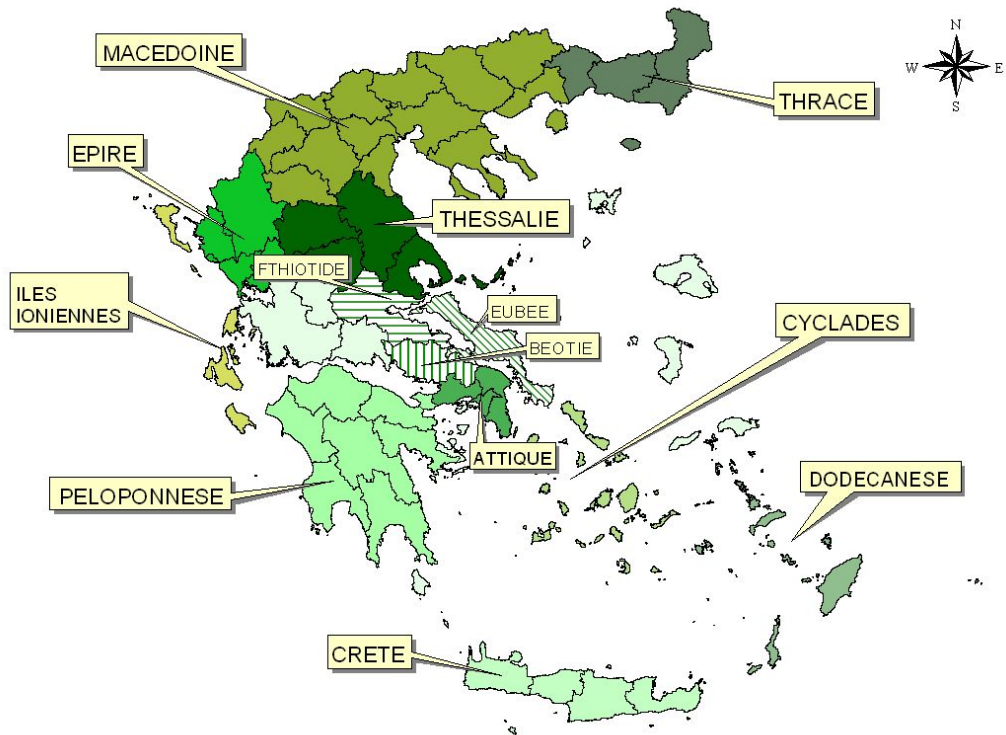 N
MACEDOINE
W
E
S
THRACE
EPIRE
THESSALIE
FTHIOTIDE
ILES
IONIENNES
EUBEE
CYCLADES
BEOTIE
ATTIQUE
DODECANESE
PELOPONNESE
CRETE